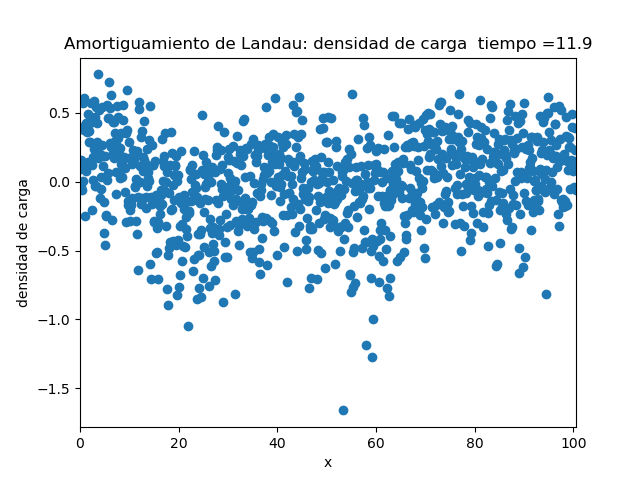 Amortiguamiento de Landau: densidad de carga  tiempo =11.9
densidad de carga
0.5
0.0
−0.5
−1.0
−1.5
0 20 40 60 80 100
x